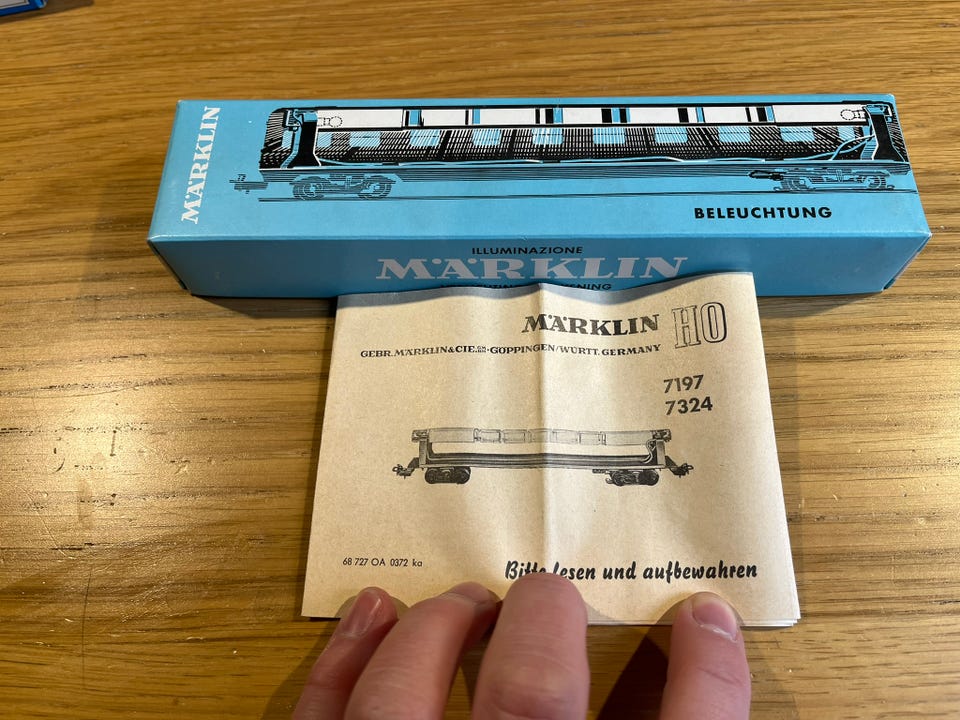 MÄRKLIN
BELEUCHTUNG
ILLUMINAZIONE
MÄRKLIN
MÄRKLIN HO
GEBR. MÄRKLIN & CIE. GMBH · GÖPPINGEN/WÜRTT. GERMANY
7197
7324
68 727 OA 0372 ka
Bitte lesen und aufbewahren